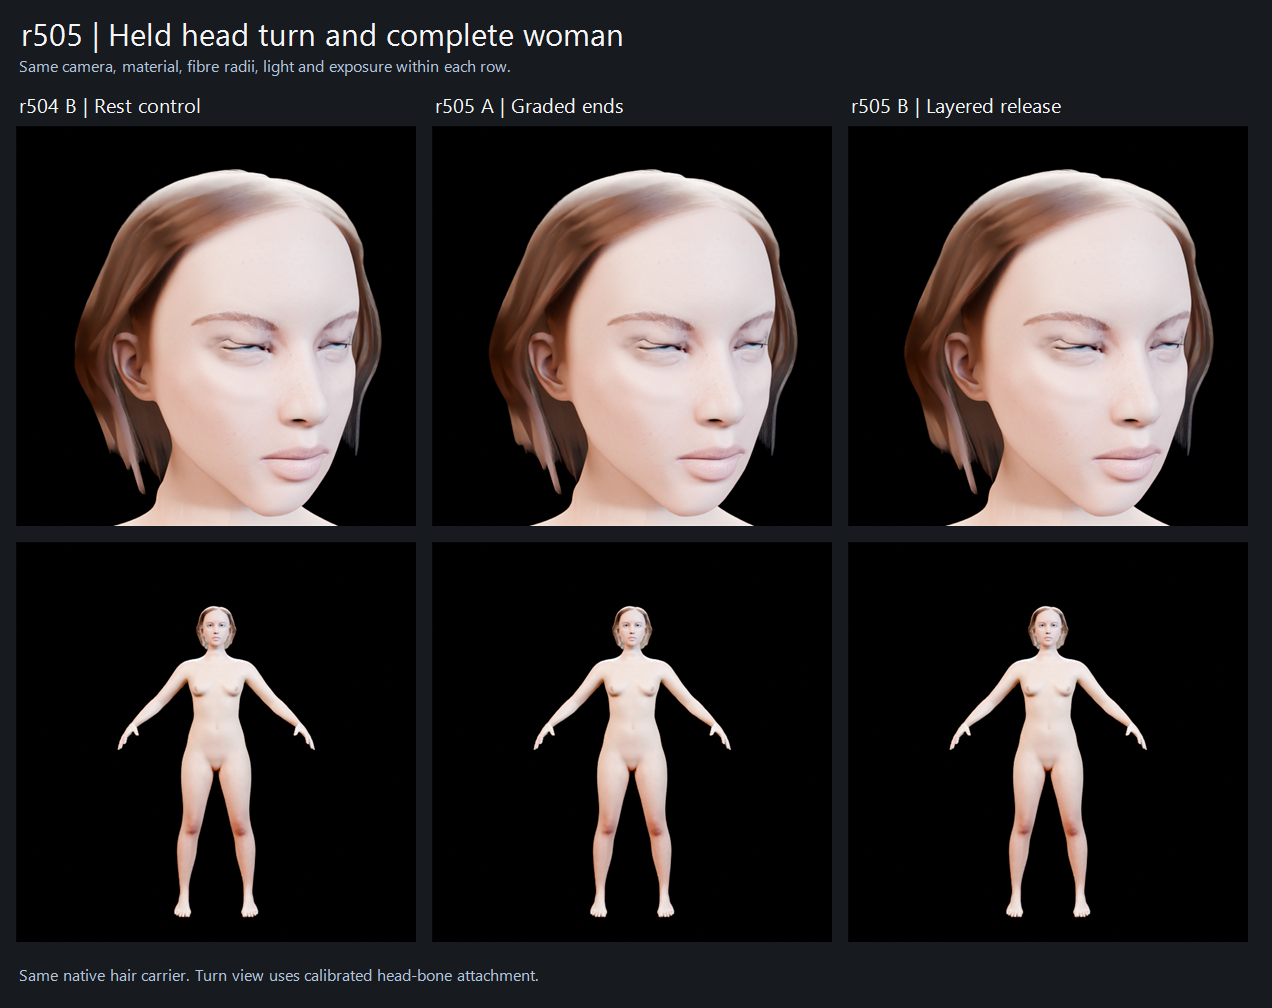 r505 | Held head turn and complete woman
Same camera, material, fibre radii, light and exposure within each row.
r504 B | Rest control
r505 A | Graded ends
r505 B | Layered release
Same native hair carrier. Turn view uses calibrated head-bone attachment.